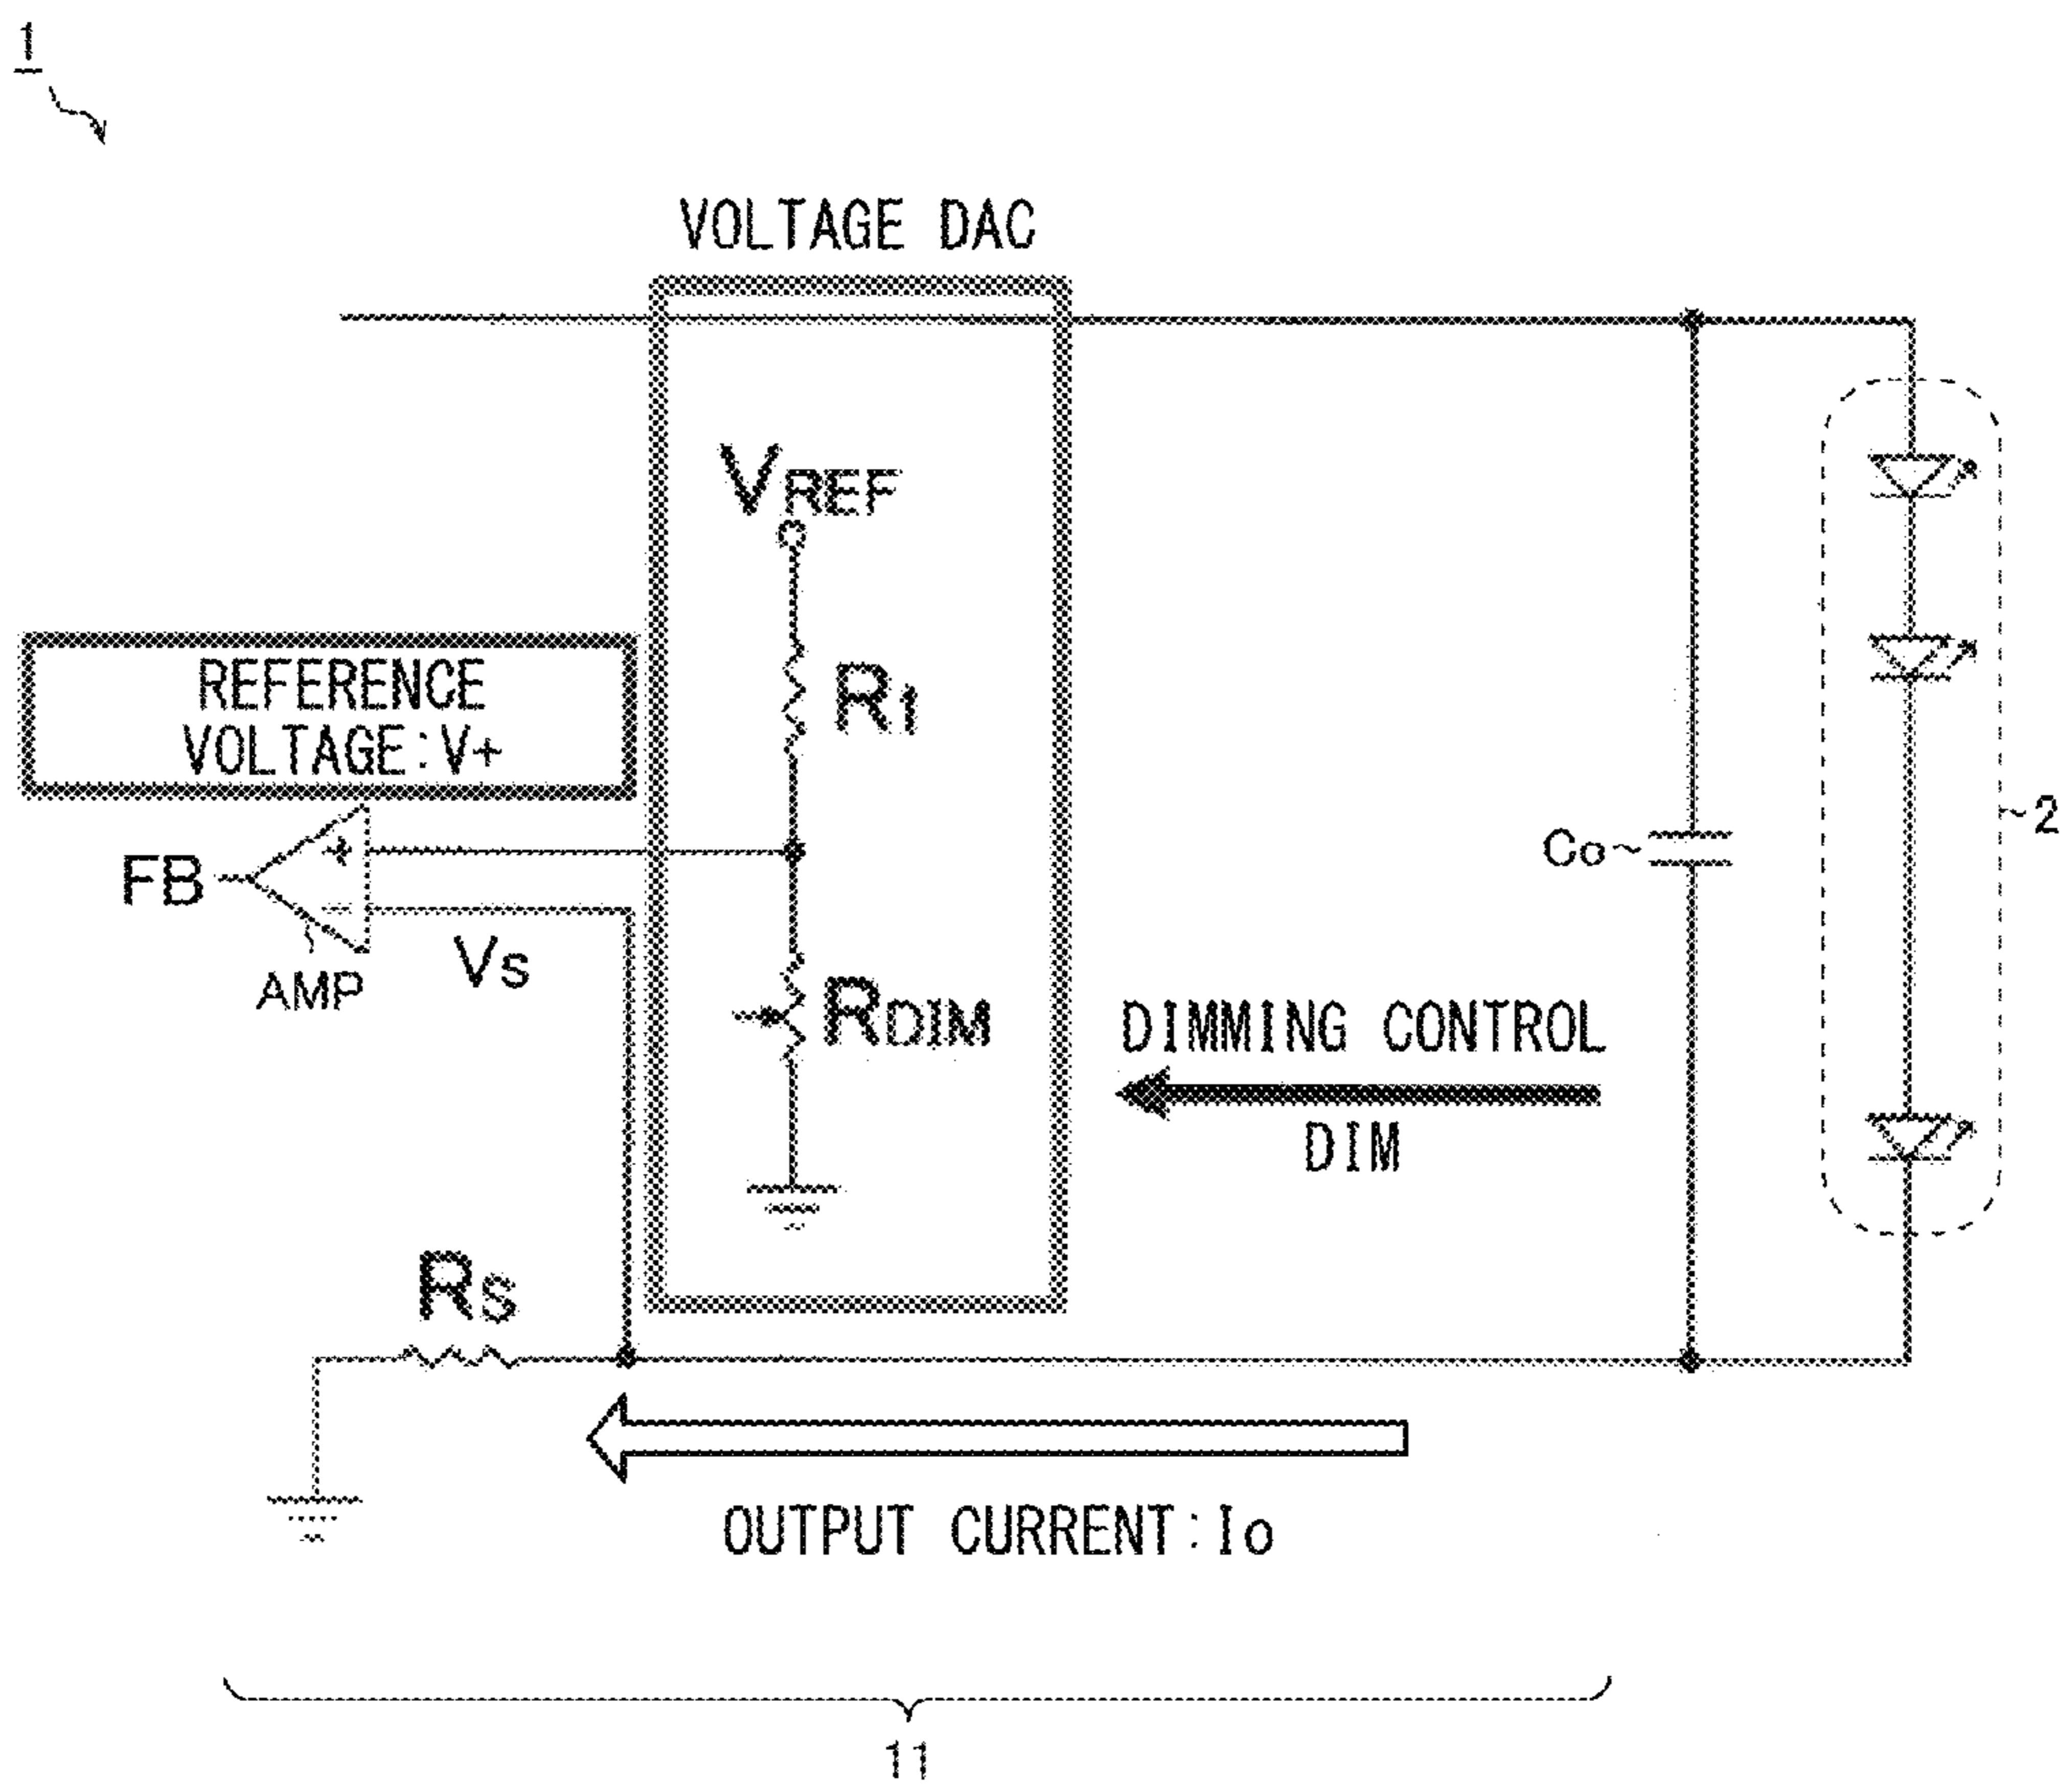 1
VOLTAGE DAC
VREF
R1
REFERENCE
VOLTAGE:V+
FB
+
−
AMP
VS
RDIM
Co
2
DIMMING CONTROL
DIM
RS
OUTPUT CURRENT:Io
11